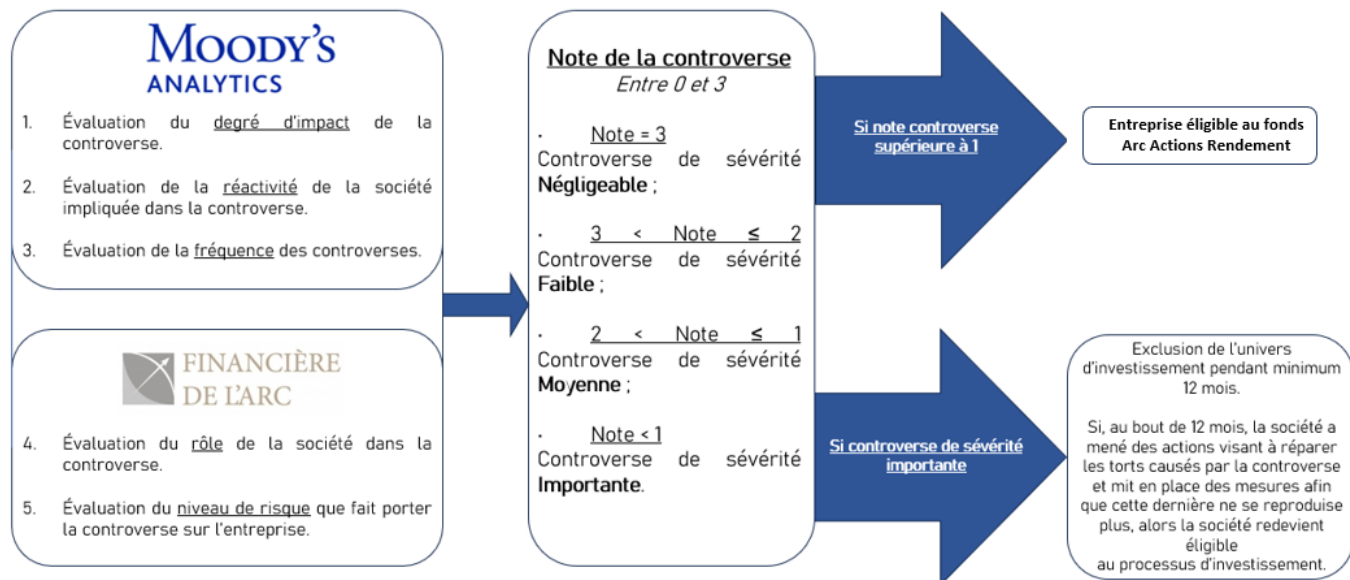 MOODY'S
ANALYTICS
1. Évaluation du degré d'impact de la
controverse.
2. Évaluation de la réactivité de la société
impliquée dans la controverse.
3. Évaluation de la fréquence des controverses.
FINANCIÈRE
DE L'ARC
4. Évaluation du rôle de la société dans la
controverse.
5. Évaluation du niveau de risque que fait porter
la controverse sur l'entreprise.
Note de la controverse
Entre 0 et 3
· Note = 3
Controverse de sévérité
Négligeable ;
· 3 < Note ≤ 2
Controverse de sévérité
Faible ;
· 2 < Note ≤ 1
Controverse de sévérité
Moyenne ;
· Note < 1
Controverse de sévérité
Importante.
Si note controverse
supérieure à 1
Entreprise éligible au fonds
Arc Actions Rendement
Si controverse de sévérité
importante
Exclusion de l'univers
d'investissement pendant minimum
12 mois.
Si, au bout de 12 mois, la société a
mené des actions visant à réparer
les torts causés par la controverse
et mit en place des mesures afin
que cette dernière ne se reproduise
plus, alors la société redevient
éligible
au processus d'investissement.